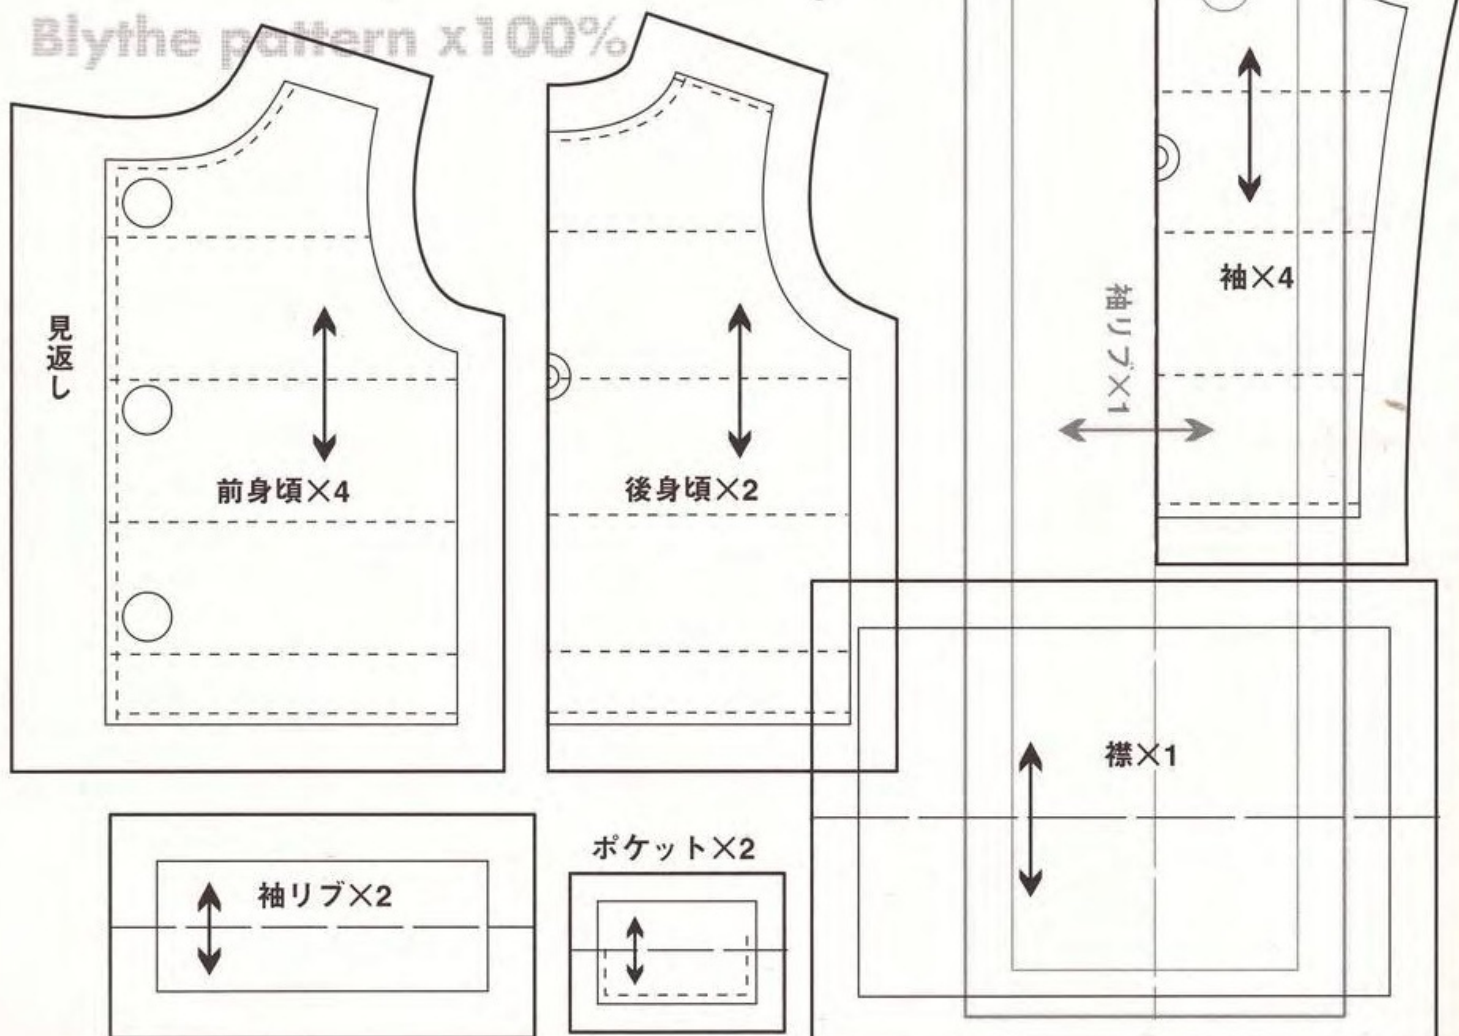 Blythe pattern x100%
見返し
前身頃×4
後身頃×2
袖×4
袖リブ×1
襟×1
袖リブ×2
ポケット×2